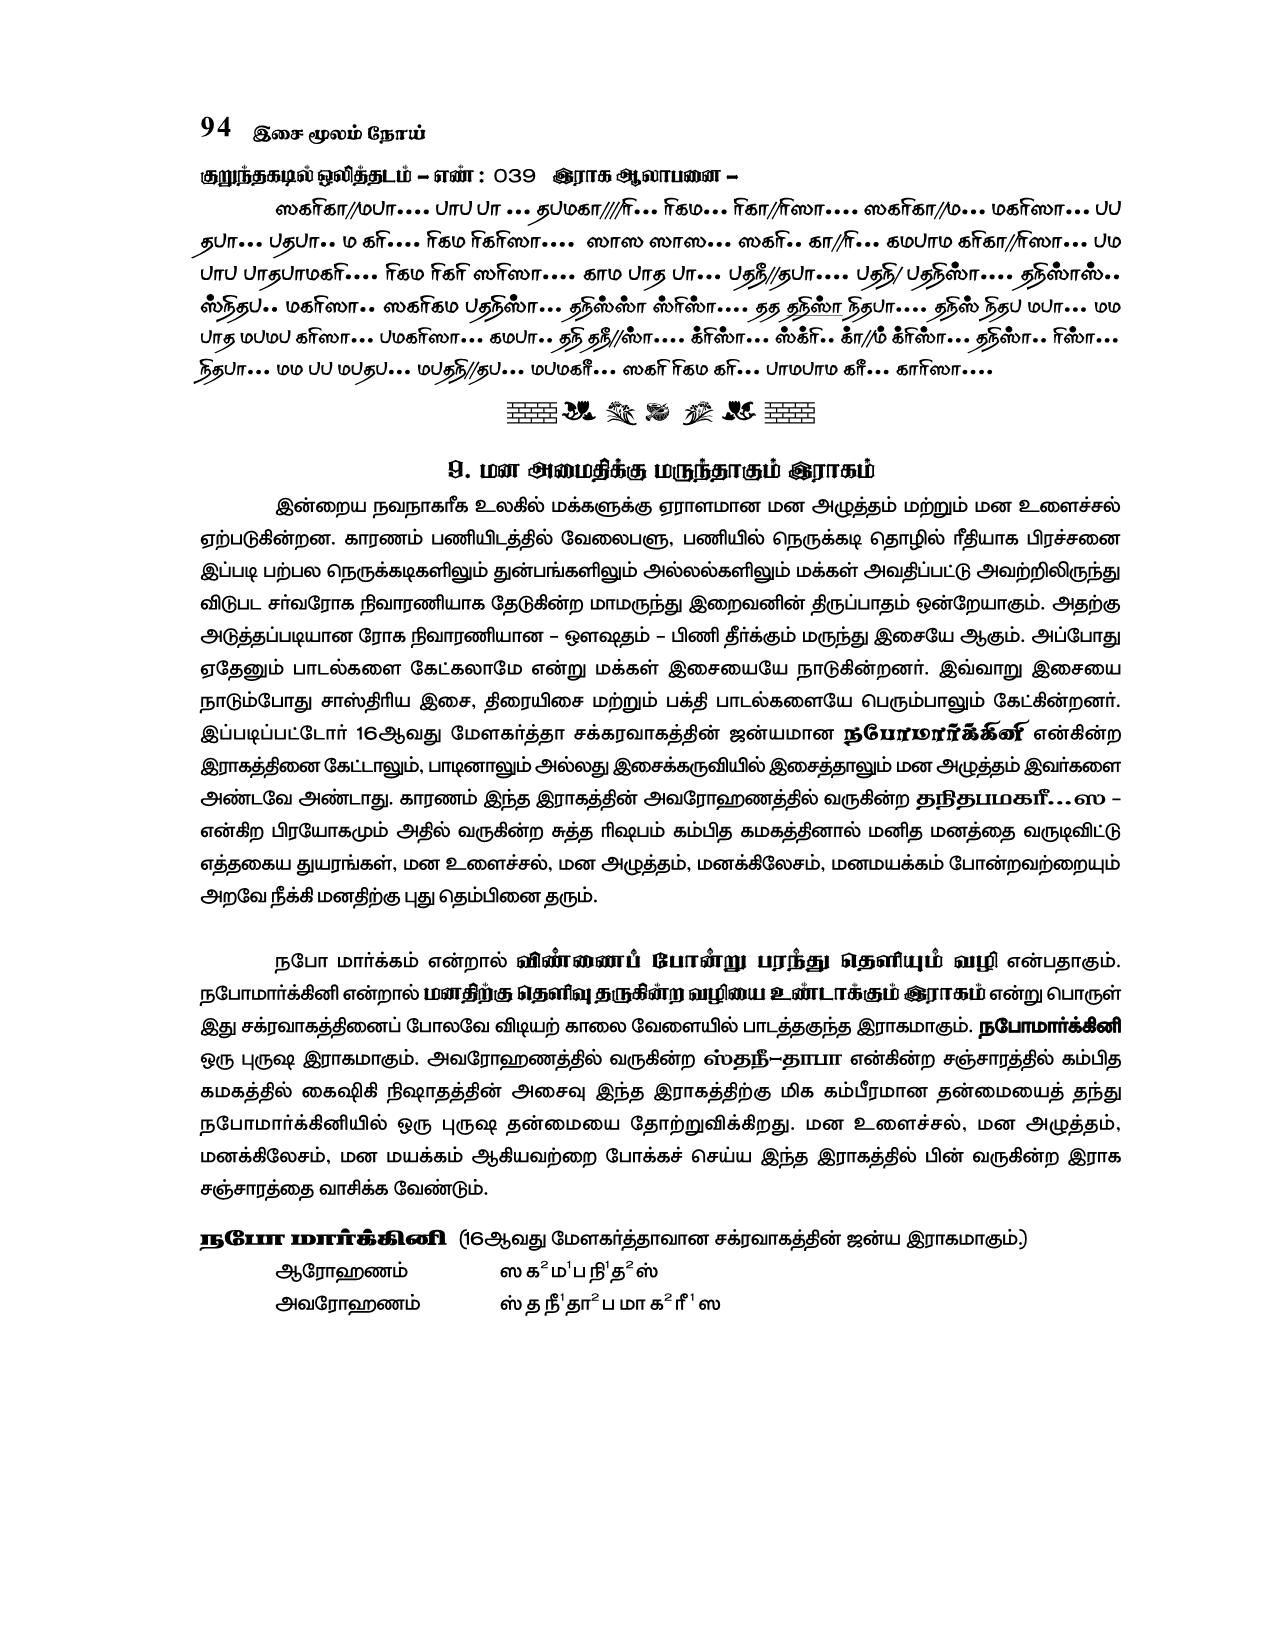 94 இசை மூலம் நோய்
குறுந்தகடில் ஒலித்தடம் – எண் : 039 இராக ஆலாபனை –
ஸகரிகா//மபா.... பாப பா ... தபமகா////ரி... ரிகம... ரிகா//ரிஸா.... ஸகரிகா//ம... மகரிஸா... பப
தபா... பதபா.. ம கரி.... ரிகம ரிகரிஸா.... ஸாஸ ஸாஸ... ஸகரி.. கா//ரி... கமபாம கரிகா//ரிஸா... பம
பாப பாதபாமகரி.... ரிகம ரிகரி ஸரிஸா.... காம பாத பா... பதநீ//தபா.... பதநி/ பதநிஸ்ா.... தநிஸ்ாஸ்..
ஸ்நிதப.. மகரிஸா.. ஸகரிகம பதநிஸ்ா... தநிஸ்ஸ்ா ஸ்ரிஸ்ா.... தத தநிஸ்ா நிதபா.... தநிஸ் நிதப மபா... மம
பாத மபமப கரிஸா... பமகரிஸா... கமபா.. தநி தநீ//ஸ்ா.... க்ரிஸ்ா... ஸ்க்ரி.. க்ா//ம் க்ரிஸ்ா... தநிஸ்ா.. ரிஸ்ா...
நிதபா... மம பப மபதப... மபதநி//தப... மபமகரீ... ஸகரி ரிகம கரி... பாமபாம கரீ... காரிஸா....
9. மன அமைதிக்கு மருந்தாகும் இராகம்
இன்றைய நவநாகரீக உலகில் மக்களுக்கு ஏராளமான மன அழுத்தம் மற்றும் மன உளைச்சல்
ஏற்படுகின்றன. காரணம் பணியிடத்தில் வேலைபளு, பணியில் நெருக்கடி தொழில் ரீதியாக பிரச்சனை
இப்படி பற்பல நெருக்கடிகளிலும் துன்பங்களிலும் அல்லல்களிலும் மக்கள் அவதிப்பட்டு அவற்றிலிருந்து
விடுபட சர்வரோக நிவாரணியாக தேடுகின்ற மாமருந்து இறைவனின் திருப்பாதம் ஒன்றேயாகும். அதற்கு
அடுத்தப்படியான ரோக நிவாரணியான – ஔஷதம் – பிணி தீர்க்கும் மருந்து இசையே ஆகும். அப்போது
ஏதேனும் பாடல்களை கேட்கலாமே என்று மக்கள் இசையையே நாடுகின்றனர். இவ்வாறு இசையை
நாடும்போது சாஸ்திரிய இசை, திரையிசை மற்றும் பக்தி பாடல்களையே பெரும்பாலும் கேட்கின்றனர்.
இப்படிப்பட்டோர் 16ஆவது மேளகர்த்தா சக்கரவாகத்தின் ஜன்யமான நபோமார்க்கினி என்கின்ற
இராகத்தினை கேட்டாலும், பாடினாலும் அல்லது இசைக்கருவியில் இசைத்தாலும் மன அழுத்தம் இவர்களை
அண்டவே அண்டாது. காரணம் இந்த இராகத்தின் அவரோஹணத்தில் வருகின்ற தநிதபமகரீ...ஸ –
என்கிற பிரயோகமும் அதில் வருகின்ற சுத்த ரிஷபம் கம்பித கமகத்தினால் மனித மனத்தை வருடிவிட்டு
எத்தகைய துயரங்கள், மன உளைச்சல், மன அழுத்தம், மனக்கிலேசம், மனமயக்கம் போன்றவற்றையும்
அறவே நீக்கி மனதிற்கு புது தெம்பினை தரும்.
நபோ மார்க்கம் என்றால் விண்ணைப் போன்று பரந்து தெளியும் வழி என்பதாகும்.
நபோமார்க்கினி என்றால் மனதிற்கு தெளிவு தருகின்ற வழியை உண்டாக்கும் இராகம் என்று பொருள்
இது சக்ரவாகத்தினைப் போலவே விடியற் காலை வேளையில் பாடத்தகுந்த இராகமாகும். நபோமார்க்கினி
ஒரு புருஷ இராகமாகும். அவரோஹணத்தில் வருகின்ற ஸ்தநீ–தாபா என்கின்ற சஞ்சாரத்தில் கம்பித
கமகத்தில் கைஷிகி நிஷாதத்தின் அசைவு இந்த இராகத்திற்கு மிக கம்பீரமான தன்மையைத் தந்து
நபோமார்க்கினியில் ஒரு புருஷ தன்மையை தோற்றுவிக்கிறது. மன உளைச்சல், மன அழுத்தம்,
மனக்கிலேசம், மன மயக்கம் ஆகியவற்றை போக்கச் செய்ய இந்த இராகத்தில் பின் வருகின்ற இராக
சஞ்சாரத்தை வாசிக்க வேண்டும்.
நபோ மார்க்கினி (16ஆவது மேளகர்த்தாவான சக்ரவாகத்தின் ஜன்ய இராகமாகும்.)
ஆரோஹணம் ஸ க² ம¹ ப நி¹ த² ஸ்
அவரோஹணம் ஸ் த நீ¹ தா² ப மா க² ரீ¹ ஸ